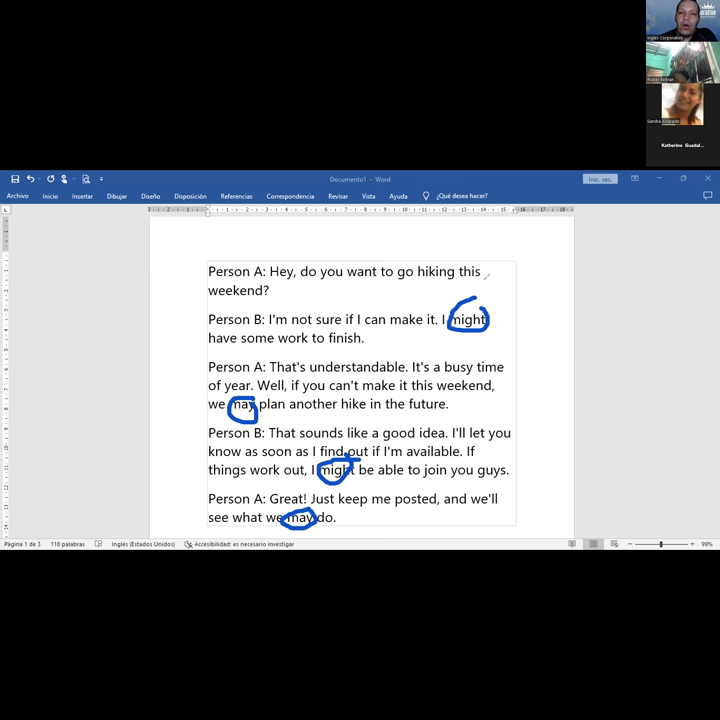 Inglés Corporativo
Sandra Alvarado
Katherine Guadal...
Documento1 - Word
Inic. ses.
Archivo Inicio Insertar Dibujar Diseño Disposición Referencias Correspondencia Revisar Vista Ayuda ¿Qué desea hacer?
Person A: Hey, do you want to go hiking this
weekend?
Person B: I'm not sure if I can make it. I might
have some work to finish.
Person A: That's understandable. It's a busy time
of year. Well, if you can't make it this weekend,
we may plan another hike in the future.
Person B: That sounds like a good idea. I'll let you
know as soon as I find out if I'm available. If
things work out, I might be able to join you guys.
Person A: Great! Just keep me posted, and we'll
see what we may do.
Página 1 de 3 118 palabras Inglés (Estados Unidos) Accesibilidad: es necesario investigar 99%